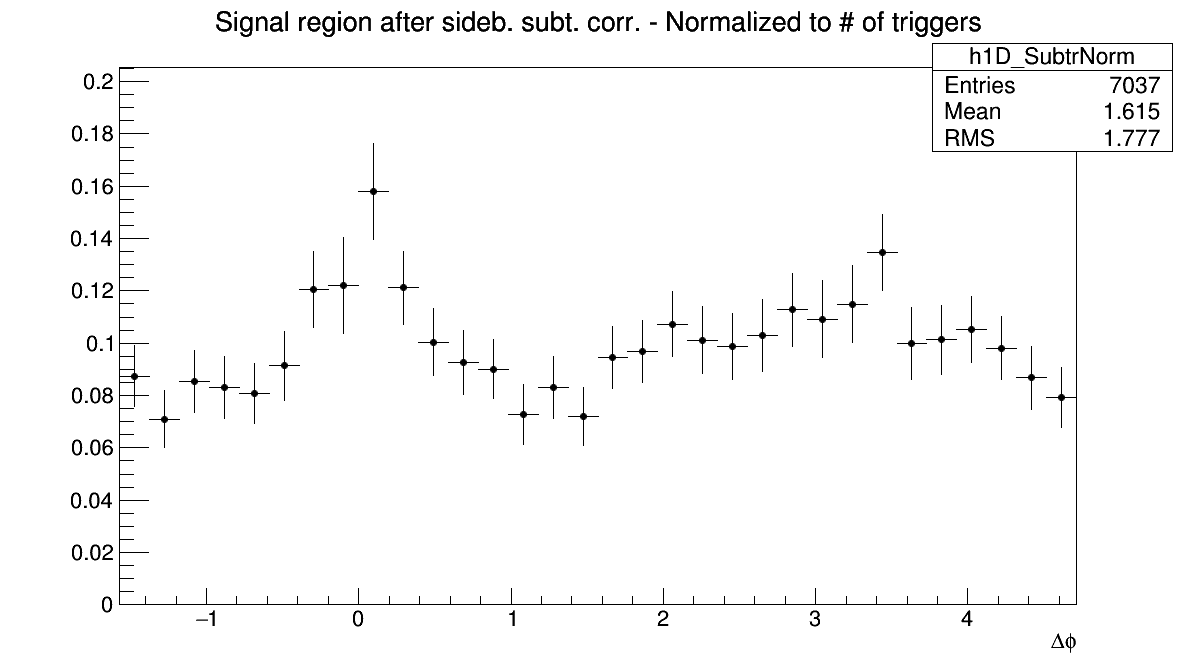 Signal region after sideb. subt. corr. - Normalized to # of triggers
h1D_SubtrNorm
Entries 7037
Mean 1.615
RMS 1.777
0.2
0.18
0.16
0.14
0.12
0.1
0.08
0.06
0.04
0.02
0
−1 0 1 2 3 4
Δϕ